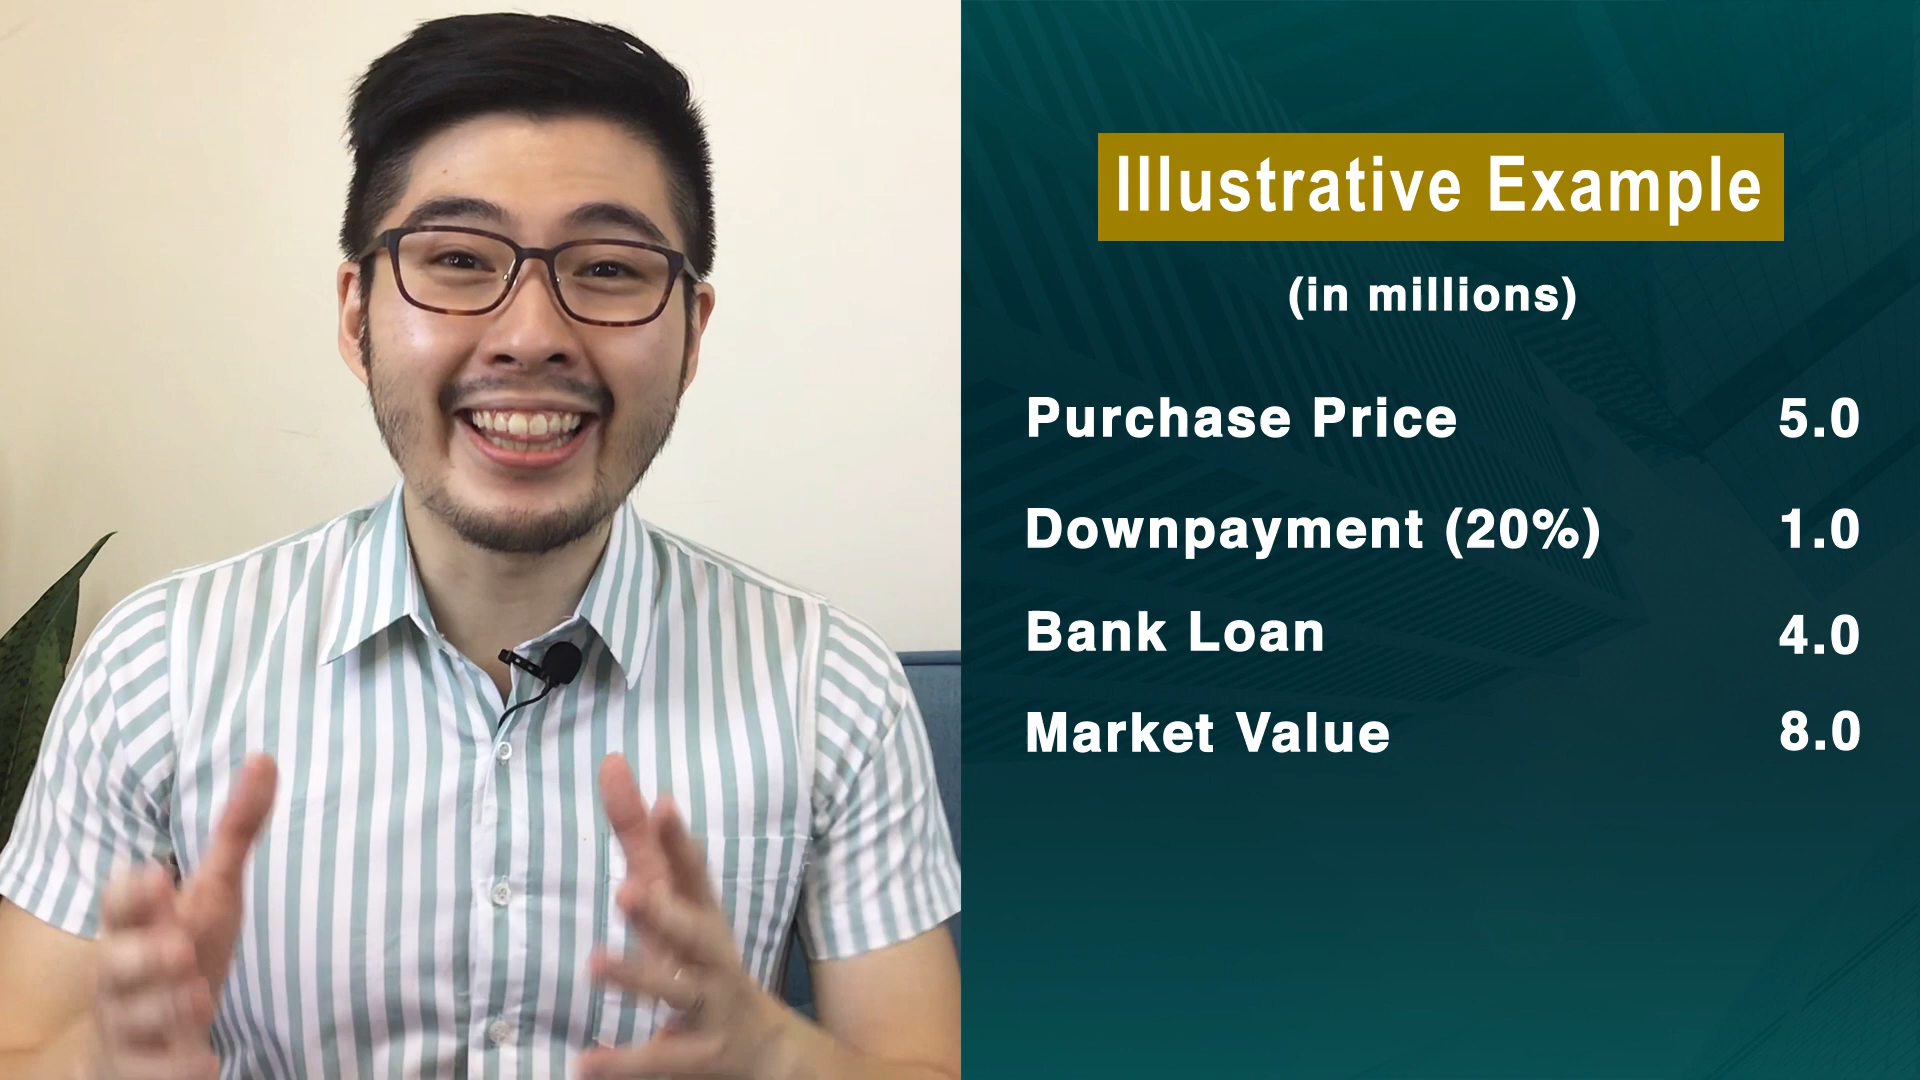 Illustrative Example
(in millions)
Purchase Price 5.0
Downpayment (20%) 1.0
Bank Loan 4.0
Market Value 8.0